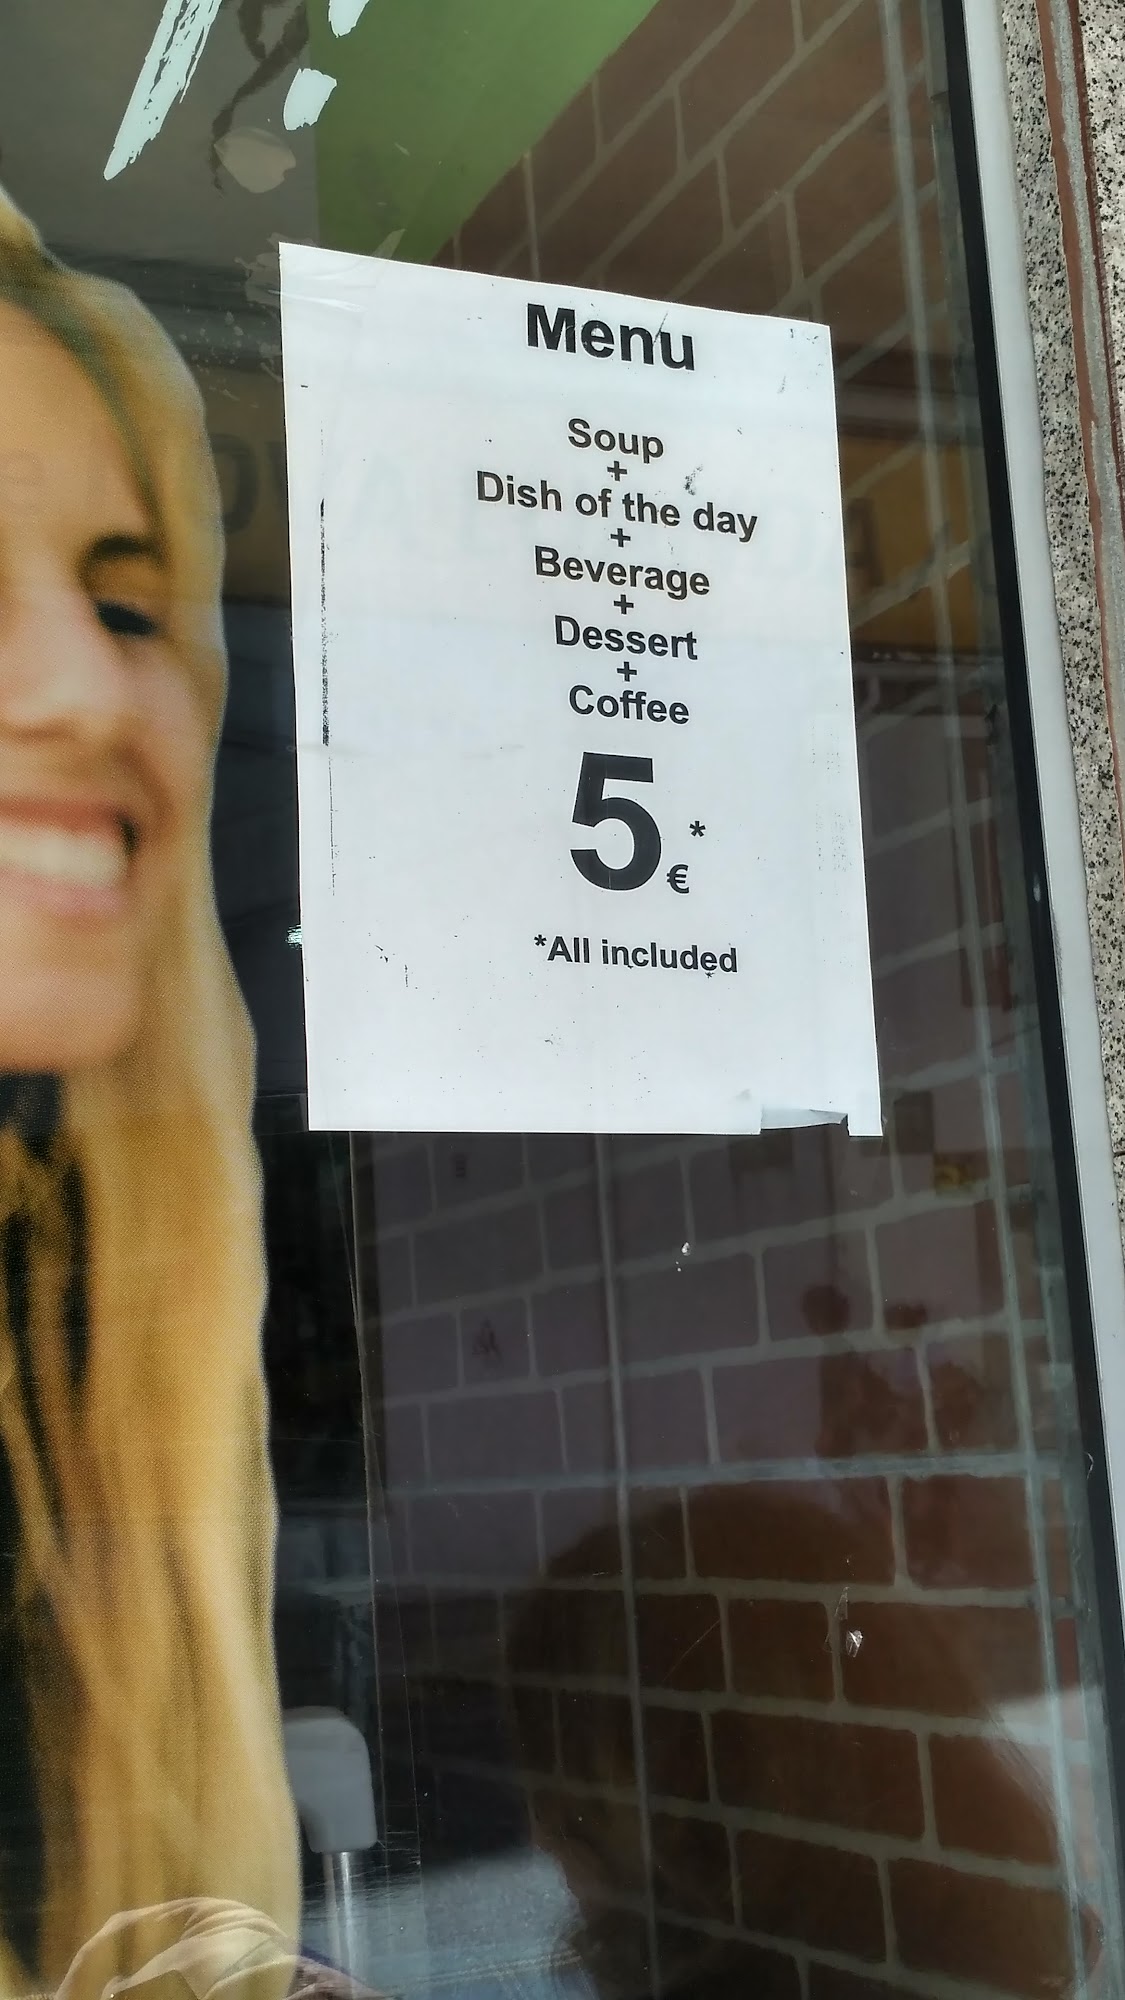 Menu
Soup
+
Dish of the day
+
Beverage
+
Dessert
+
Coffee
5€*
*All included